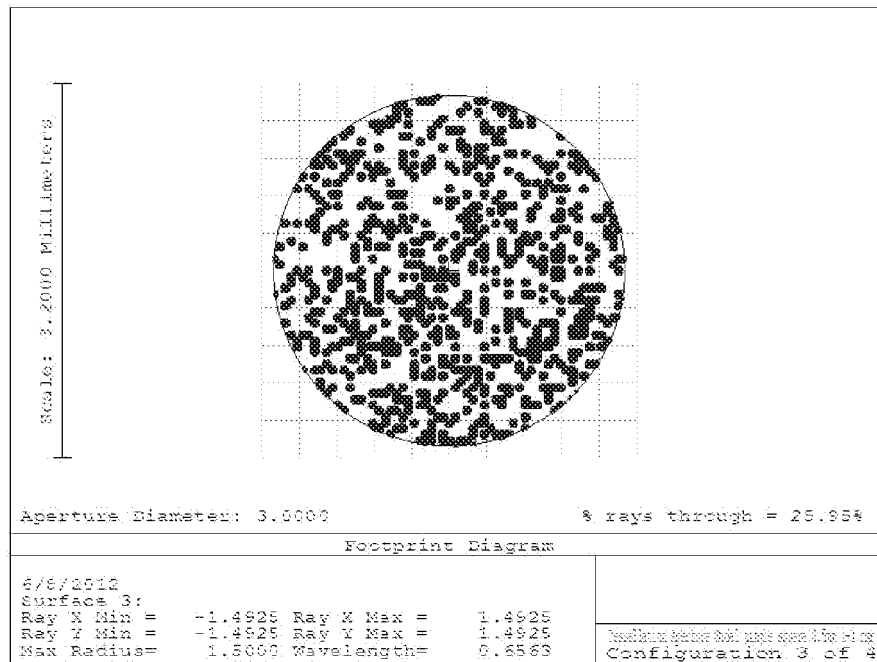 Scale: 3.2000 Millimeters
Aperture Diameter: 3.0000 % rays through = 25.95%
Footprint Diagram
6/8/2012
Surface 3:
Ray X Min = -1.4925 Ray X Max = 1.4925
Ray Y Min = -1.4925 Ray Y Max = 1.4925
Max Radius= 1.5000 Wavelength= 0.6563
Configuration 3 of 4